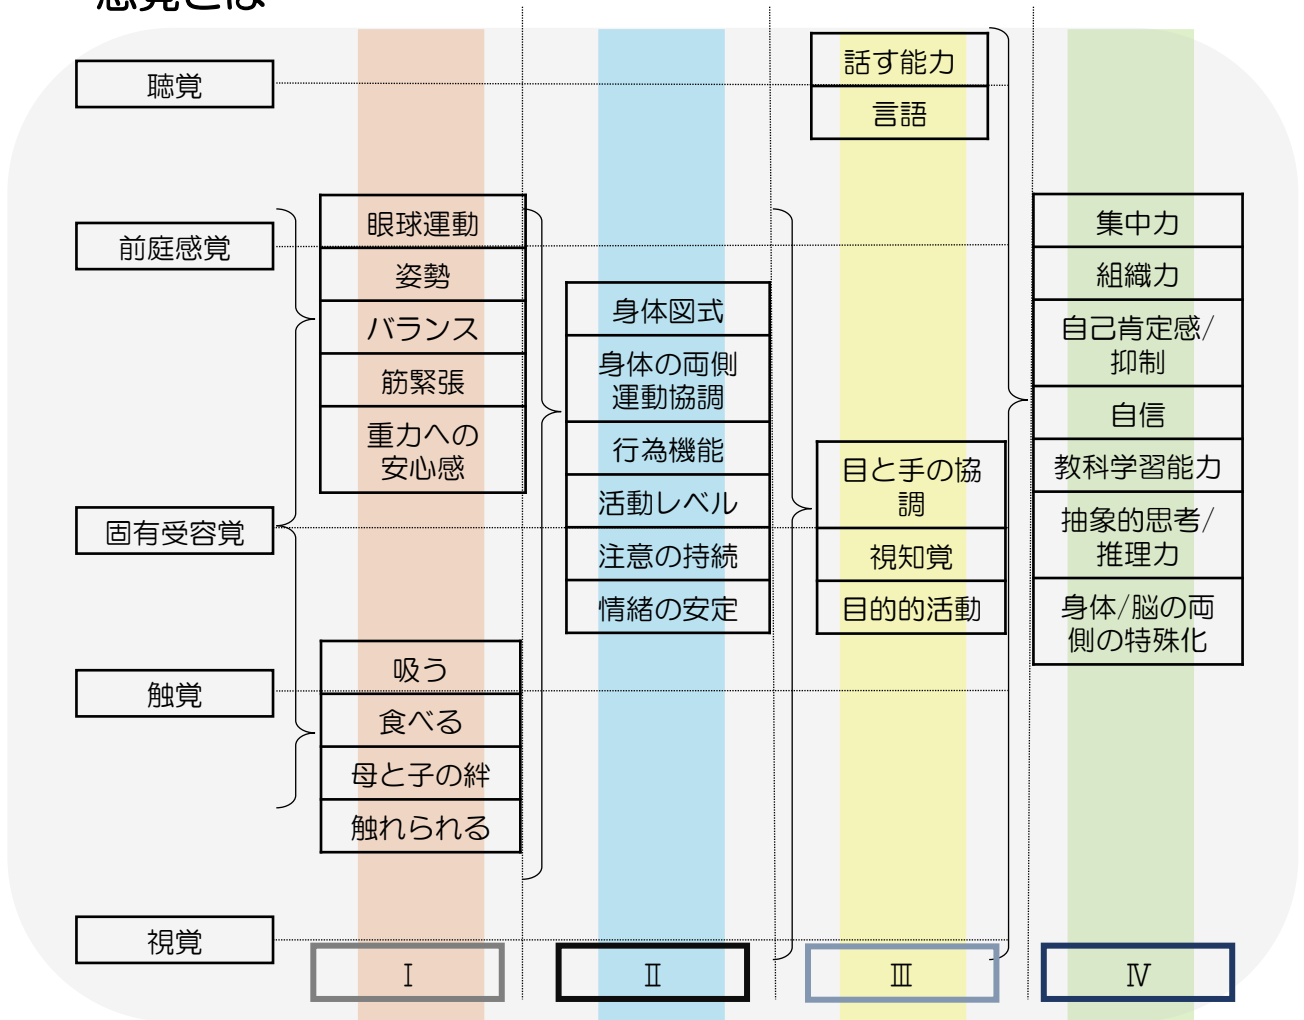 感覚とは
聴覚
前庭感覚
固有受容覚
触覚
視覚
眼球運動
姿勢
バランス
筋緊張
重力への
安心感
吸う
食べる
母と子の絆
触れられる
Ⅰ
身体図式
身体の両側
運動協調
行為機能
活動レベル
注意の持続
情緒の安定
Ⅱ
話す能力
言語
目と手の協
調
視知覚
目的的活動
Ⅲ
集中力
組織力
自己肯定感/
抑制
自信
教科学習能力
抽象的思考/
推理力
身体/脳の両
側の特殊化
Ⅳ